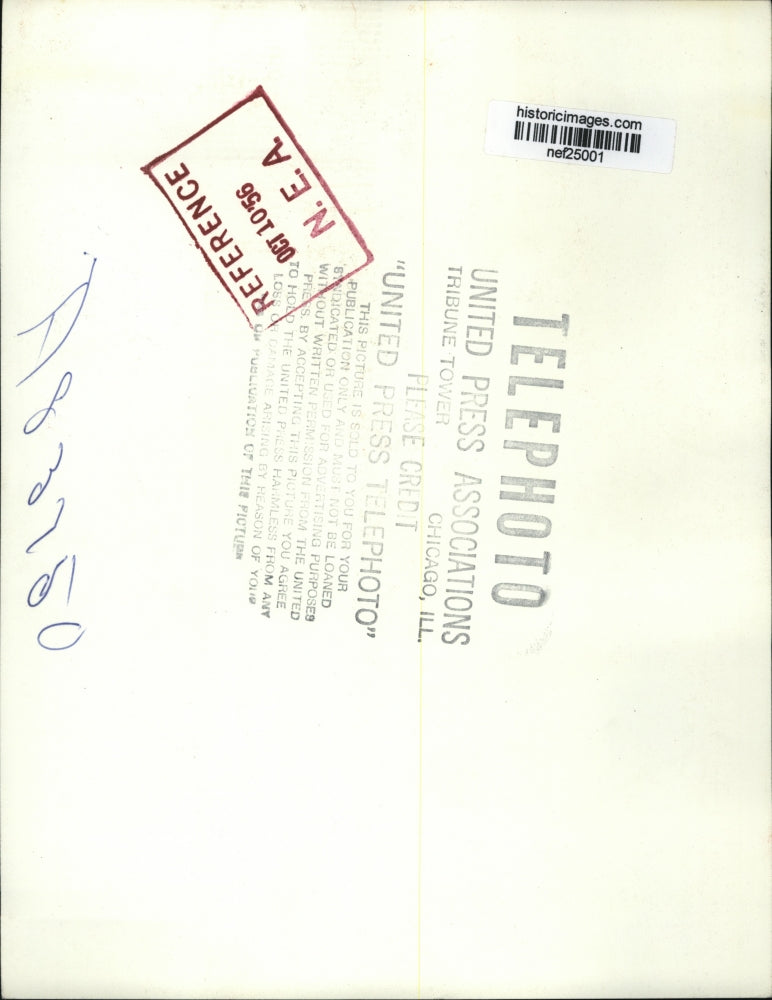 historicimages.com
nef25001
REFERENCE
OCT 10'56
N. E. A.
TELEPHOTO
UNITED PRESS ASSOCIATIONS
TRIBUNE TOWER CHICAGO, ILL.
PLEASE CREDIT
"UNITED PRESS TELEPHOTO"
THIS PICTURE IS SOLD TO YOU FOR YOUR
PUBLICATION ONLY AND MUST NOT BE LOANED
SYNDICATED OR USED FOR ADVERTISING PURPOSES
WITHOUT WRITTEN PERMISSION FROM THE UNITED
PRESS. BY ACCEPTING THIS PICTURE YOU AGREE
TO HOLD THE UNITED PRESS HARMLESS FROM ANY
LOSS OR DAMAGE ARISING BY REASON OF YOUR
PUBLICATION OF THIS PICTURE